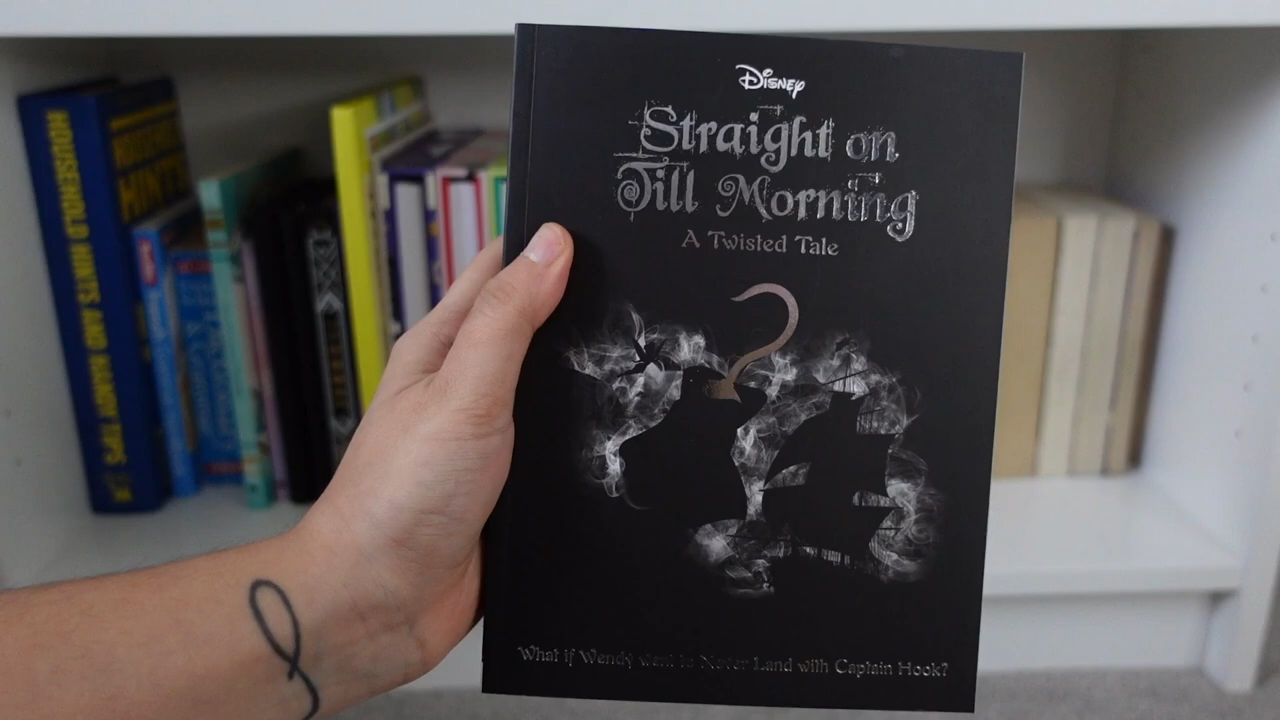 DISNEY
Straight on
Till Morning
A Twisted Tale
What if Wendy went to Never Land with Captain Hook?
HOUSEHOLD HINTS AND HANDY TIPS